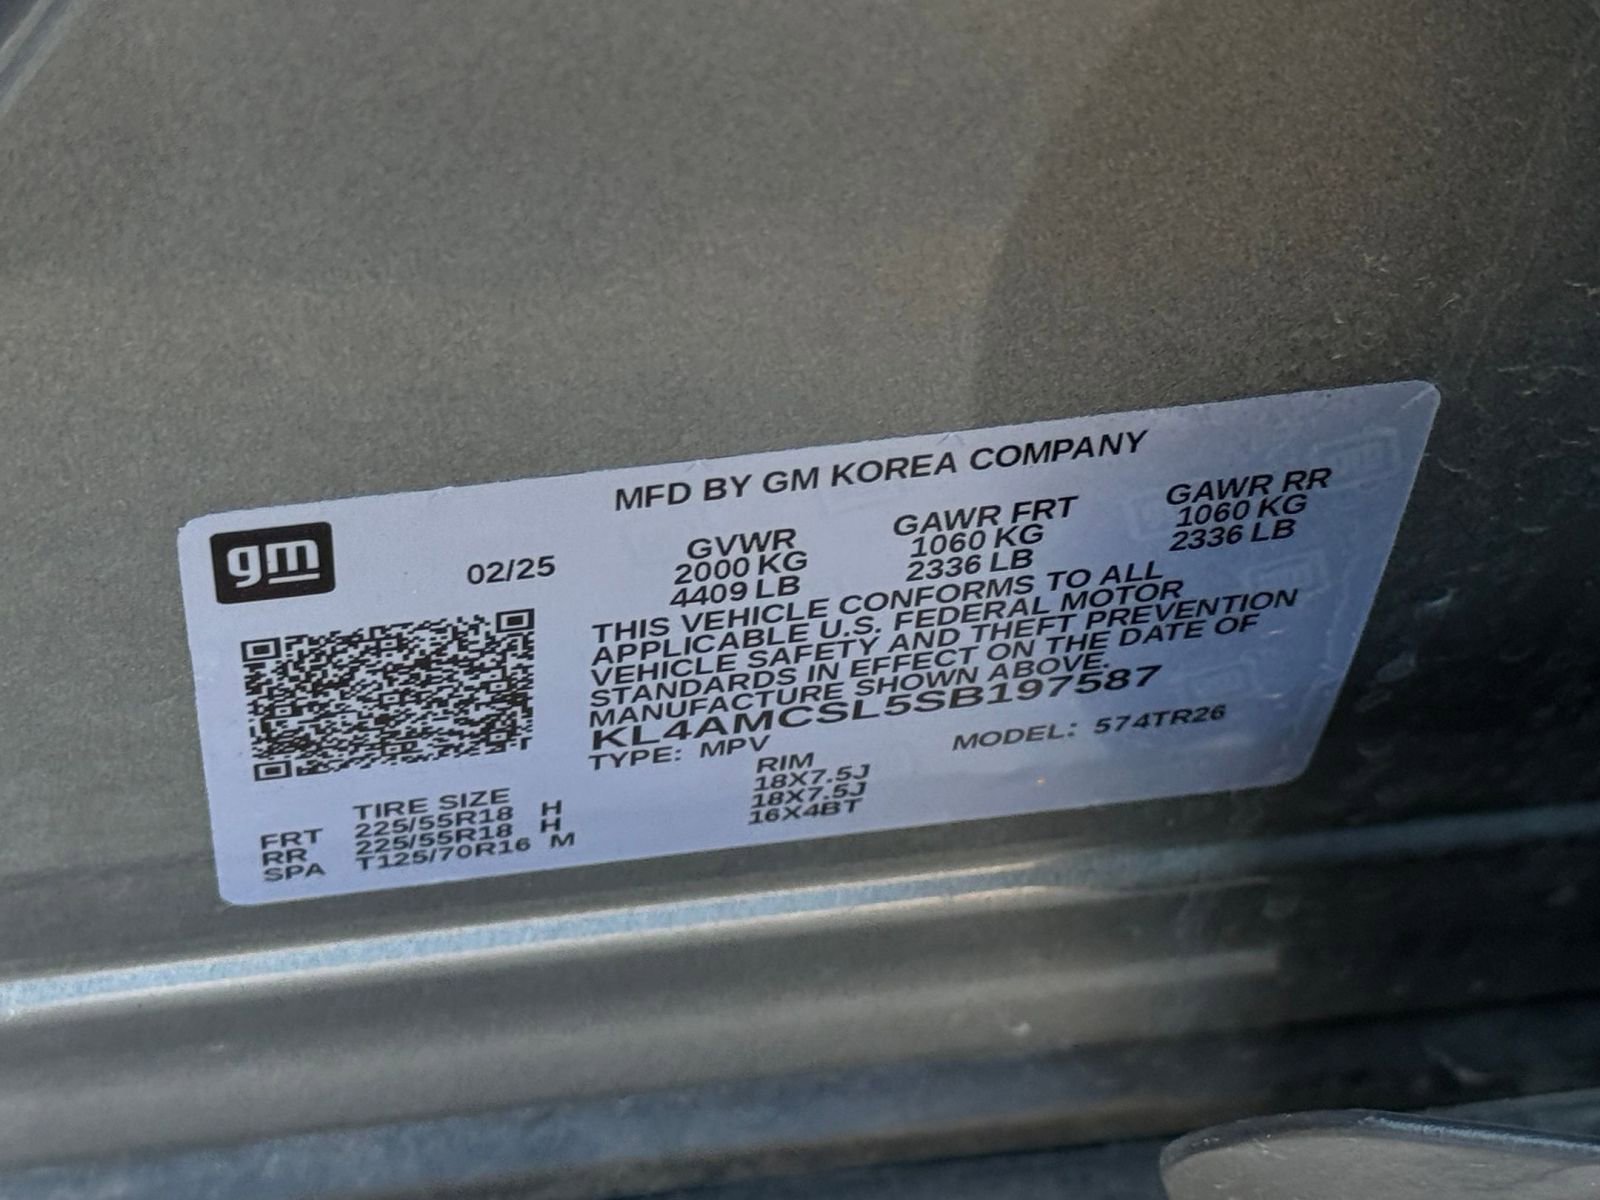 MFD BY GM KOREA COMPANY
gm
02/25
GVWR
2000 KG
4409 LB
GAWR FRT
1060 KG
2336 LB
GAWR RR
1060 KG
2336 LB
THIS VEHICLE CONFORMS TO ALL
APPLICABLE U.S. FEDERAL MOTOR
VEHICLE SAFETY AND THEFT PREVENTION
STANDARDS IN EFFECT ON THE DATE OF
MANUFACTURE SHOWN ABOVE.
KL4AMCSL5SB197587
TYPE: MPV
MODEL: 574TR26
TIRE SIZE RIM
FRT 225/55R18 H 18X7.5J
RR 225/55R18 H 18X7.5J
SPA T125/70R16 M 16X4BT